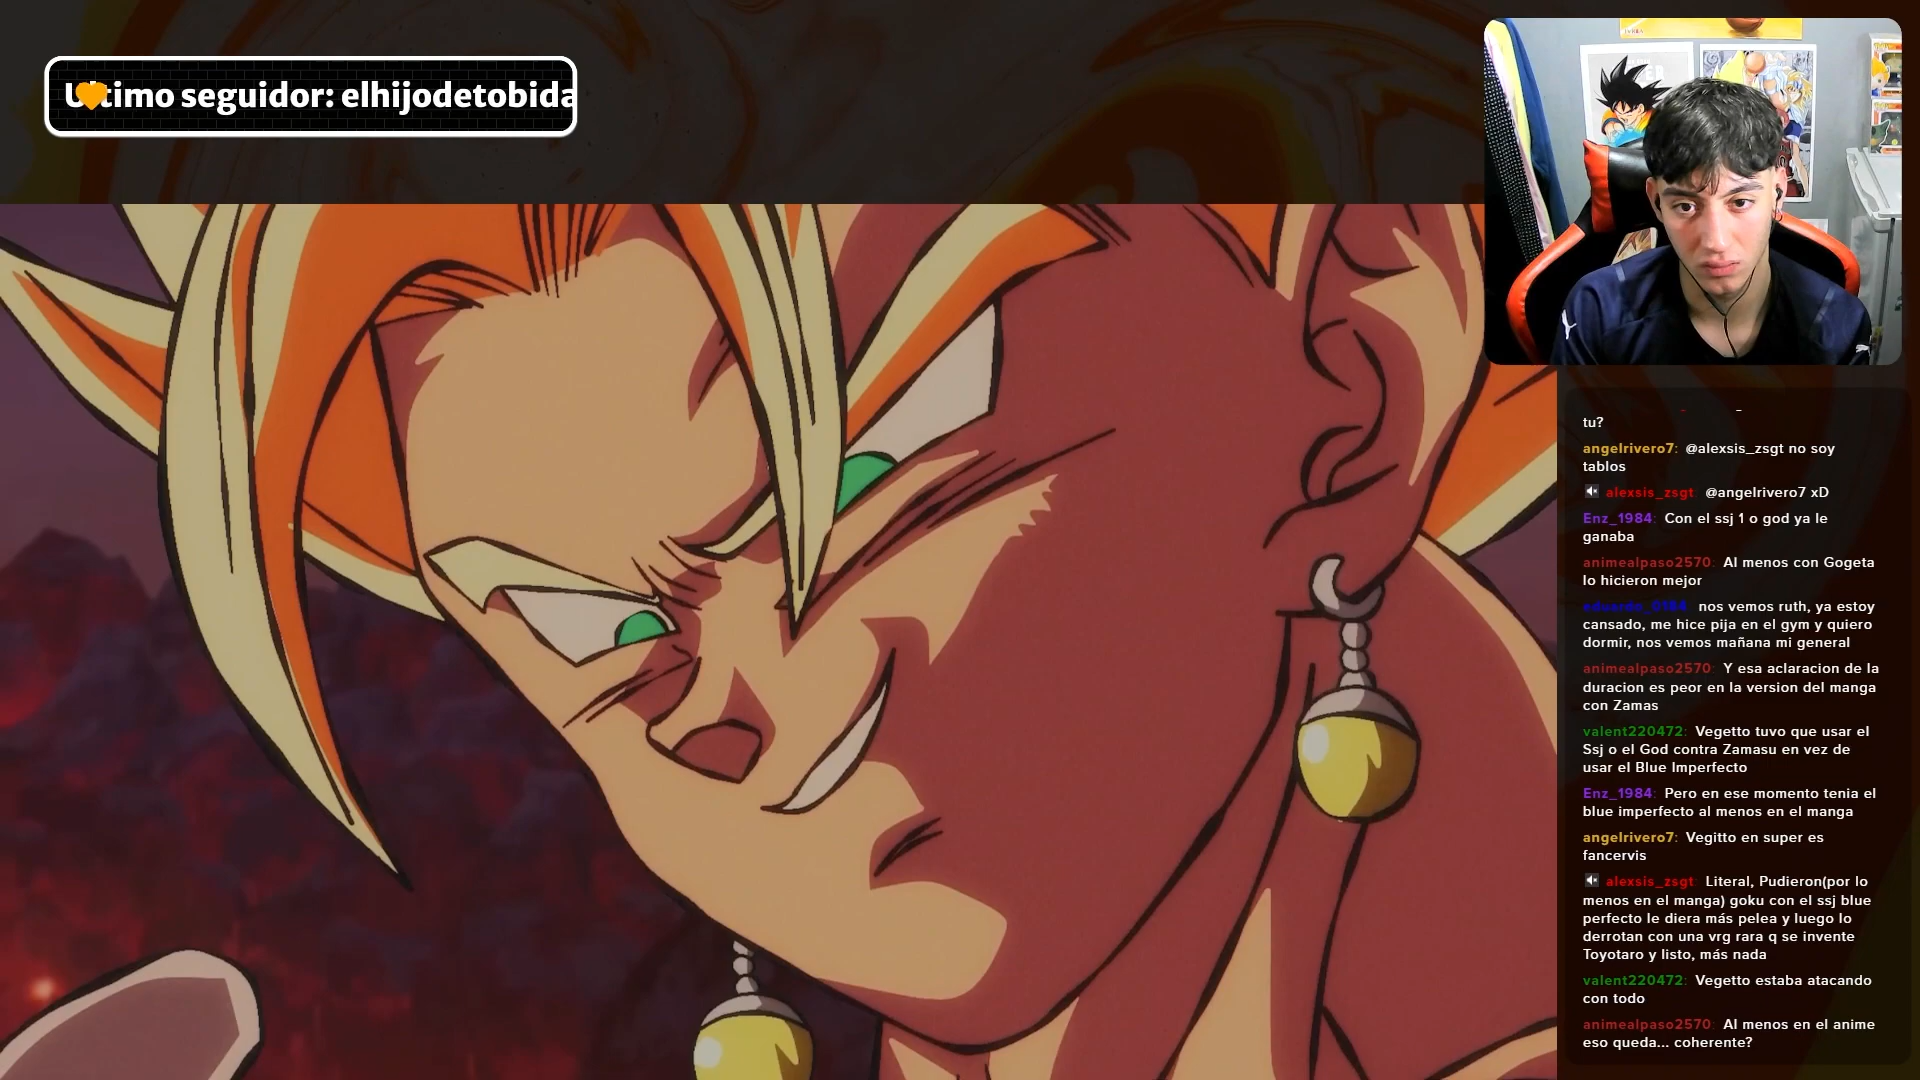 Ultimo seguidor: elhijodetobida
tu?
angelrivero7: @alexsis_zsgt no soy
tablos
alexsis_zsgt: @angelrivero7 xD
Enz_1984: Con el ssj 1 o god ya le
ganaba
animealpaso2570: Al menos con Gogeta
lo hicieron mejor
eduardo_0184: nos vemos ruth, ya estoy
cansado, me hice pija en el gym y quiero
dormir, nos vemos mañana mi general
animealpaso2570: Y esa aclaracion de la
duracion es peor en la version del manga
con Zamas
valent220472: Vegetto tuvo que usar el
Ssj o el God contra Zamasu en vez de
usar el Blue Imperfecto
Enz_1984: Pero en ese momento tenia el
blue imperfecto al menos en el manga
angelrivero7: Vegitto en super es
fancervis
alexsis_zsgt: Literal, Pudieron(por lo
menos en el manga) goku con el ssj blue
perfecto le diera más pelea y luego lo
derrotan con una vrg rara q se invente
Toyotaro y listo, más nada
valent220472: Vegetto estaba atacando
con todo
animealpaso2570: Al menos en el anime
eso queda... coherente?